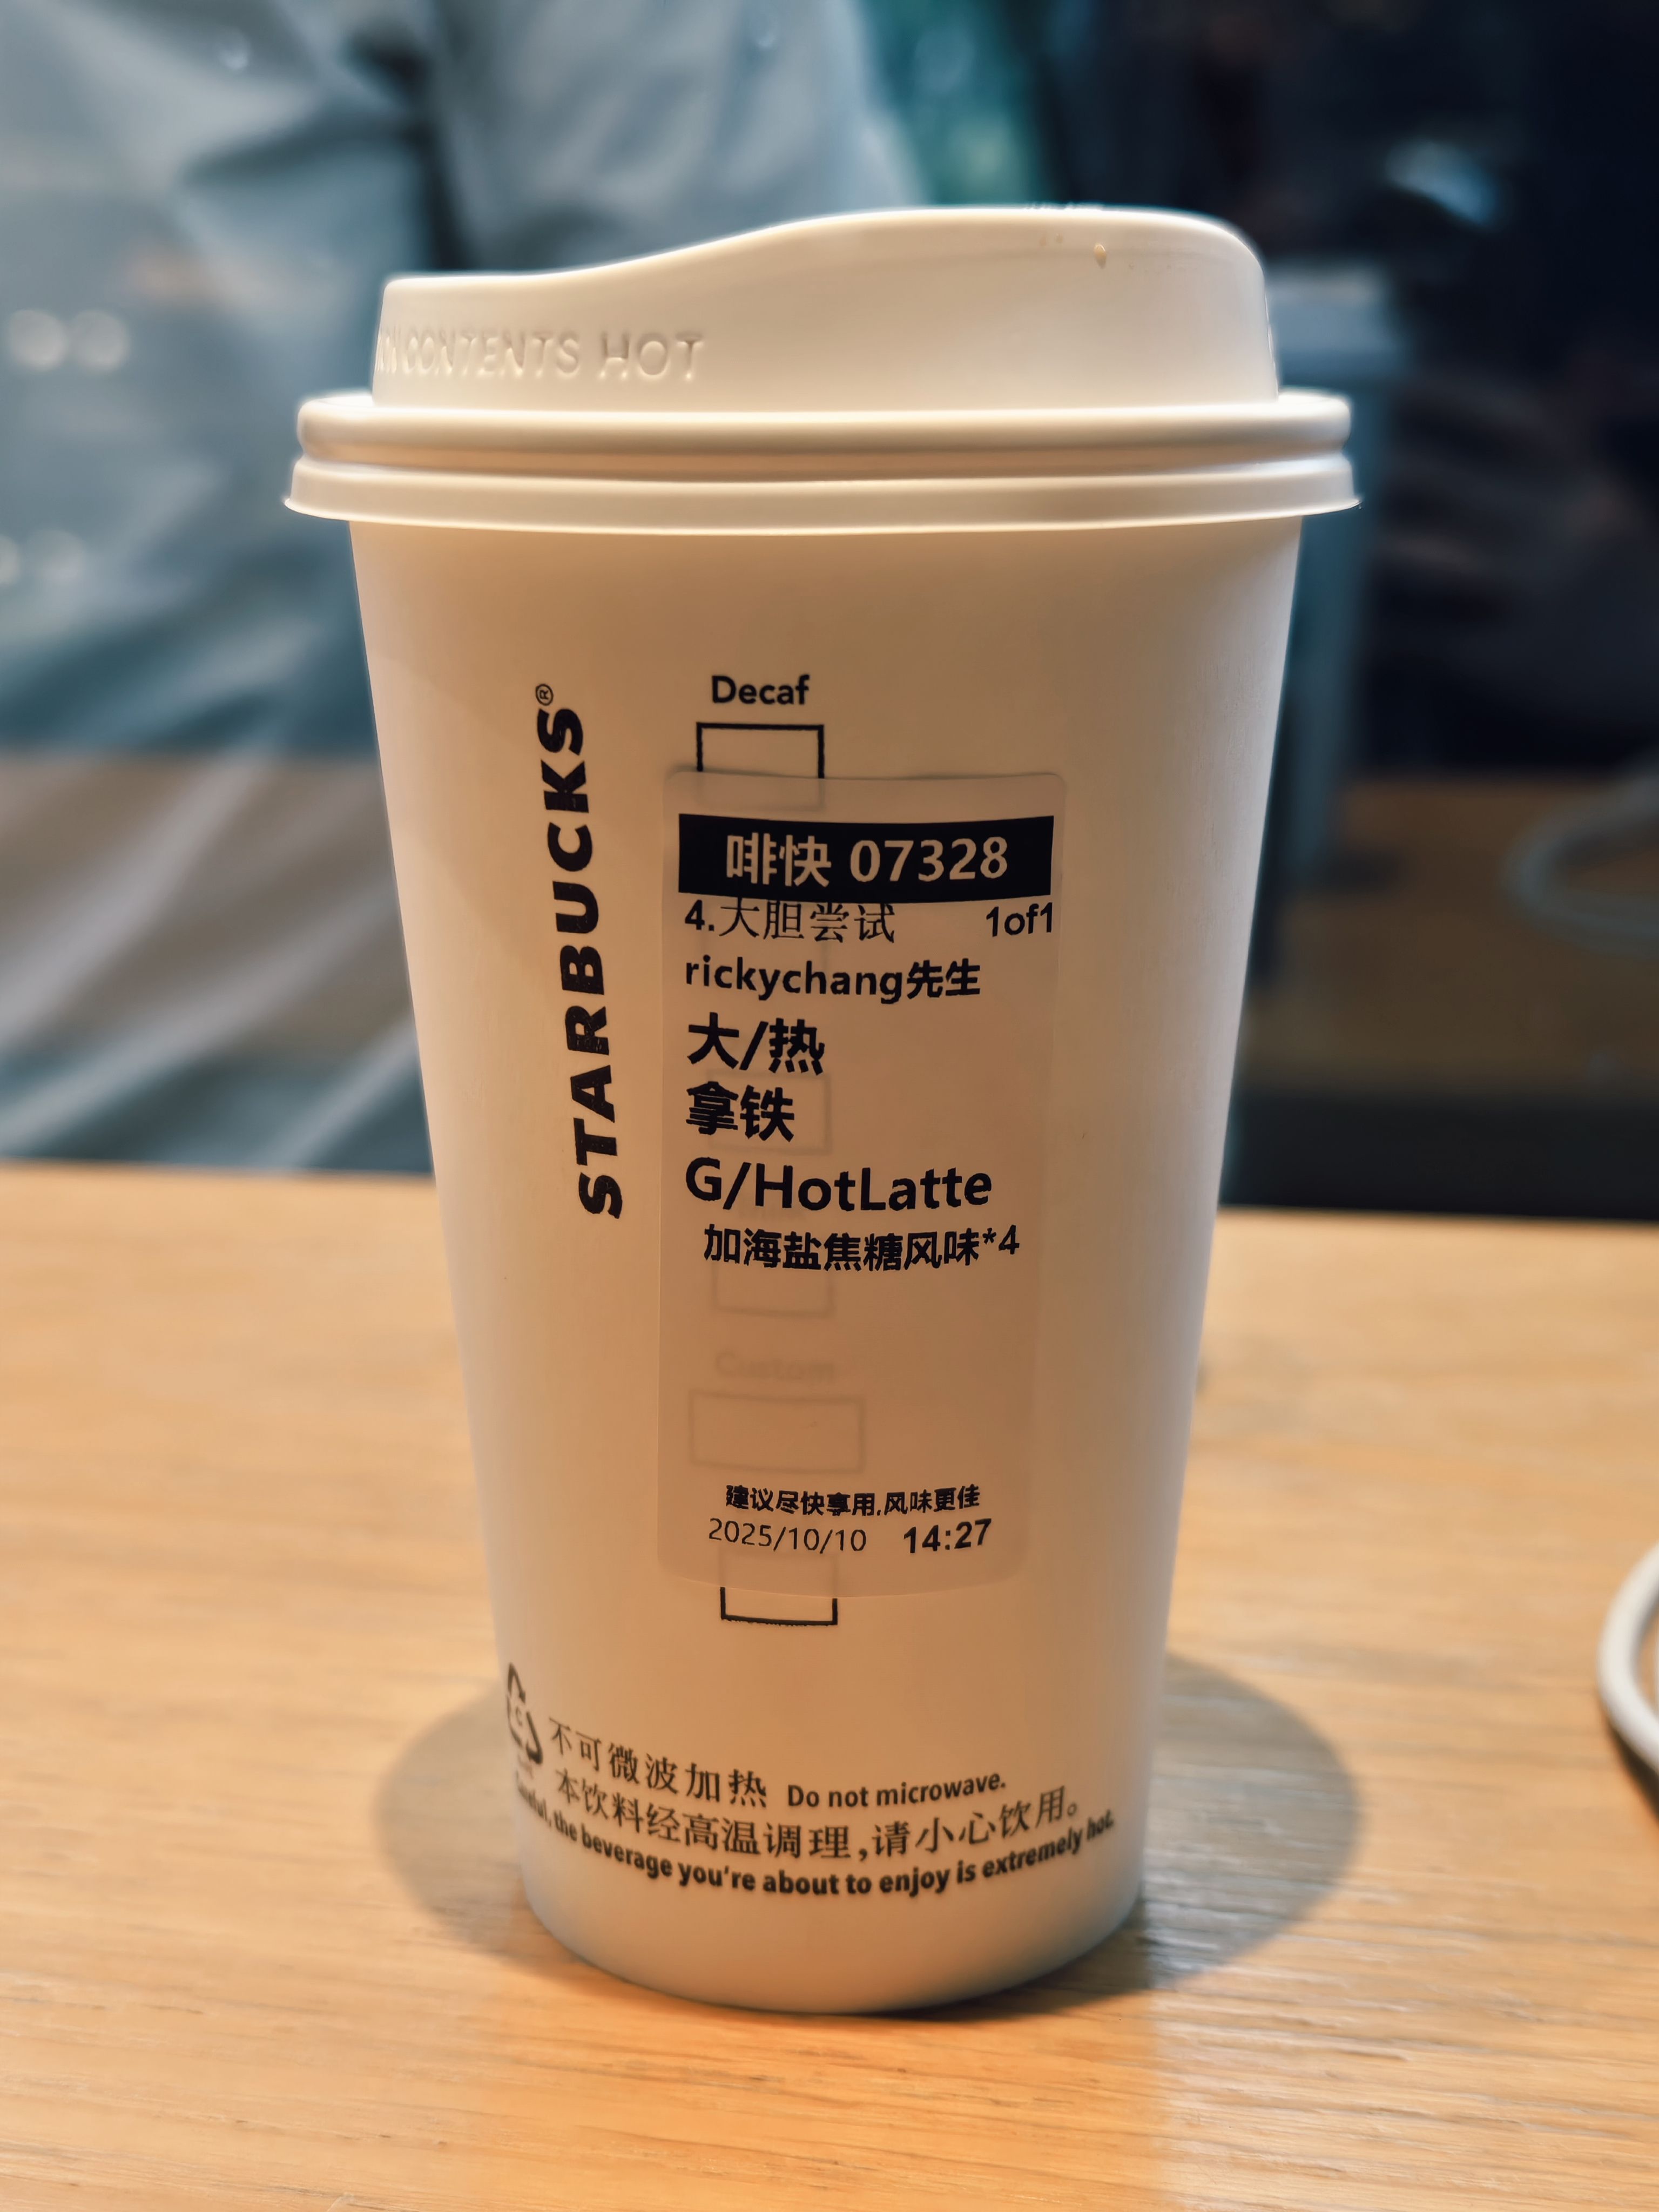 CONTENTS HOT
STARBUCKS®
Decaf
啡快 07328
4.大胆尝试 1of1
rickychang先生
大/热
拿铁
G/HotLatte
加海盐焦糖风味*4
Custom
建议尽快享用,风味更佳
2025/10/10 14:27
不可微波加热 Do not microwave.
本饮料经高温调理,请小心饮用。
the beverage you're about to enjoy is extremely hot.